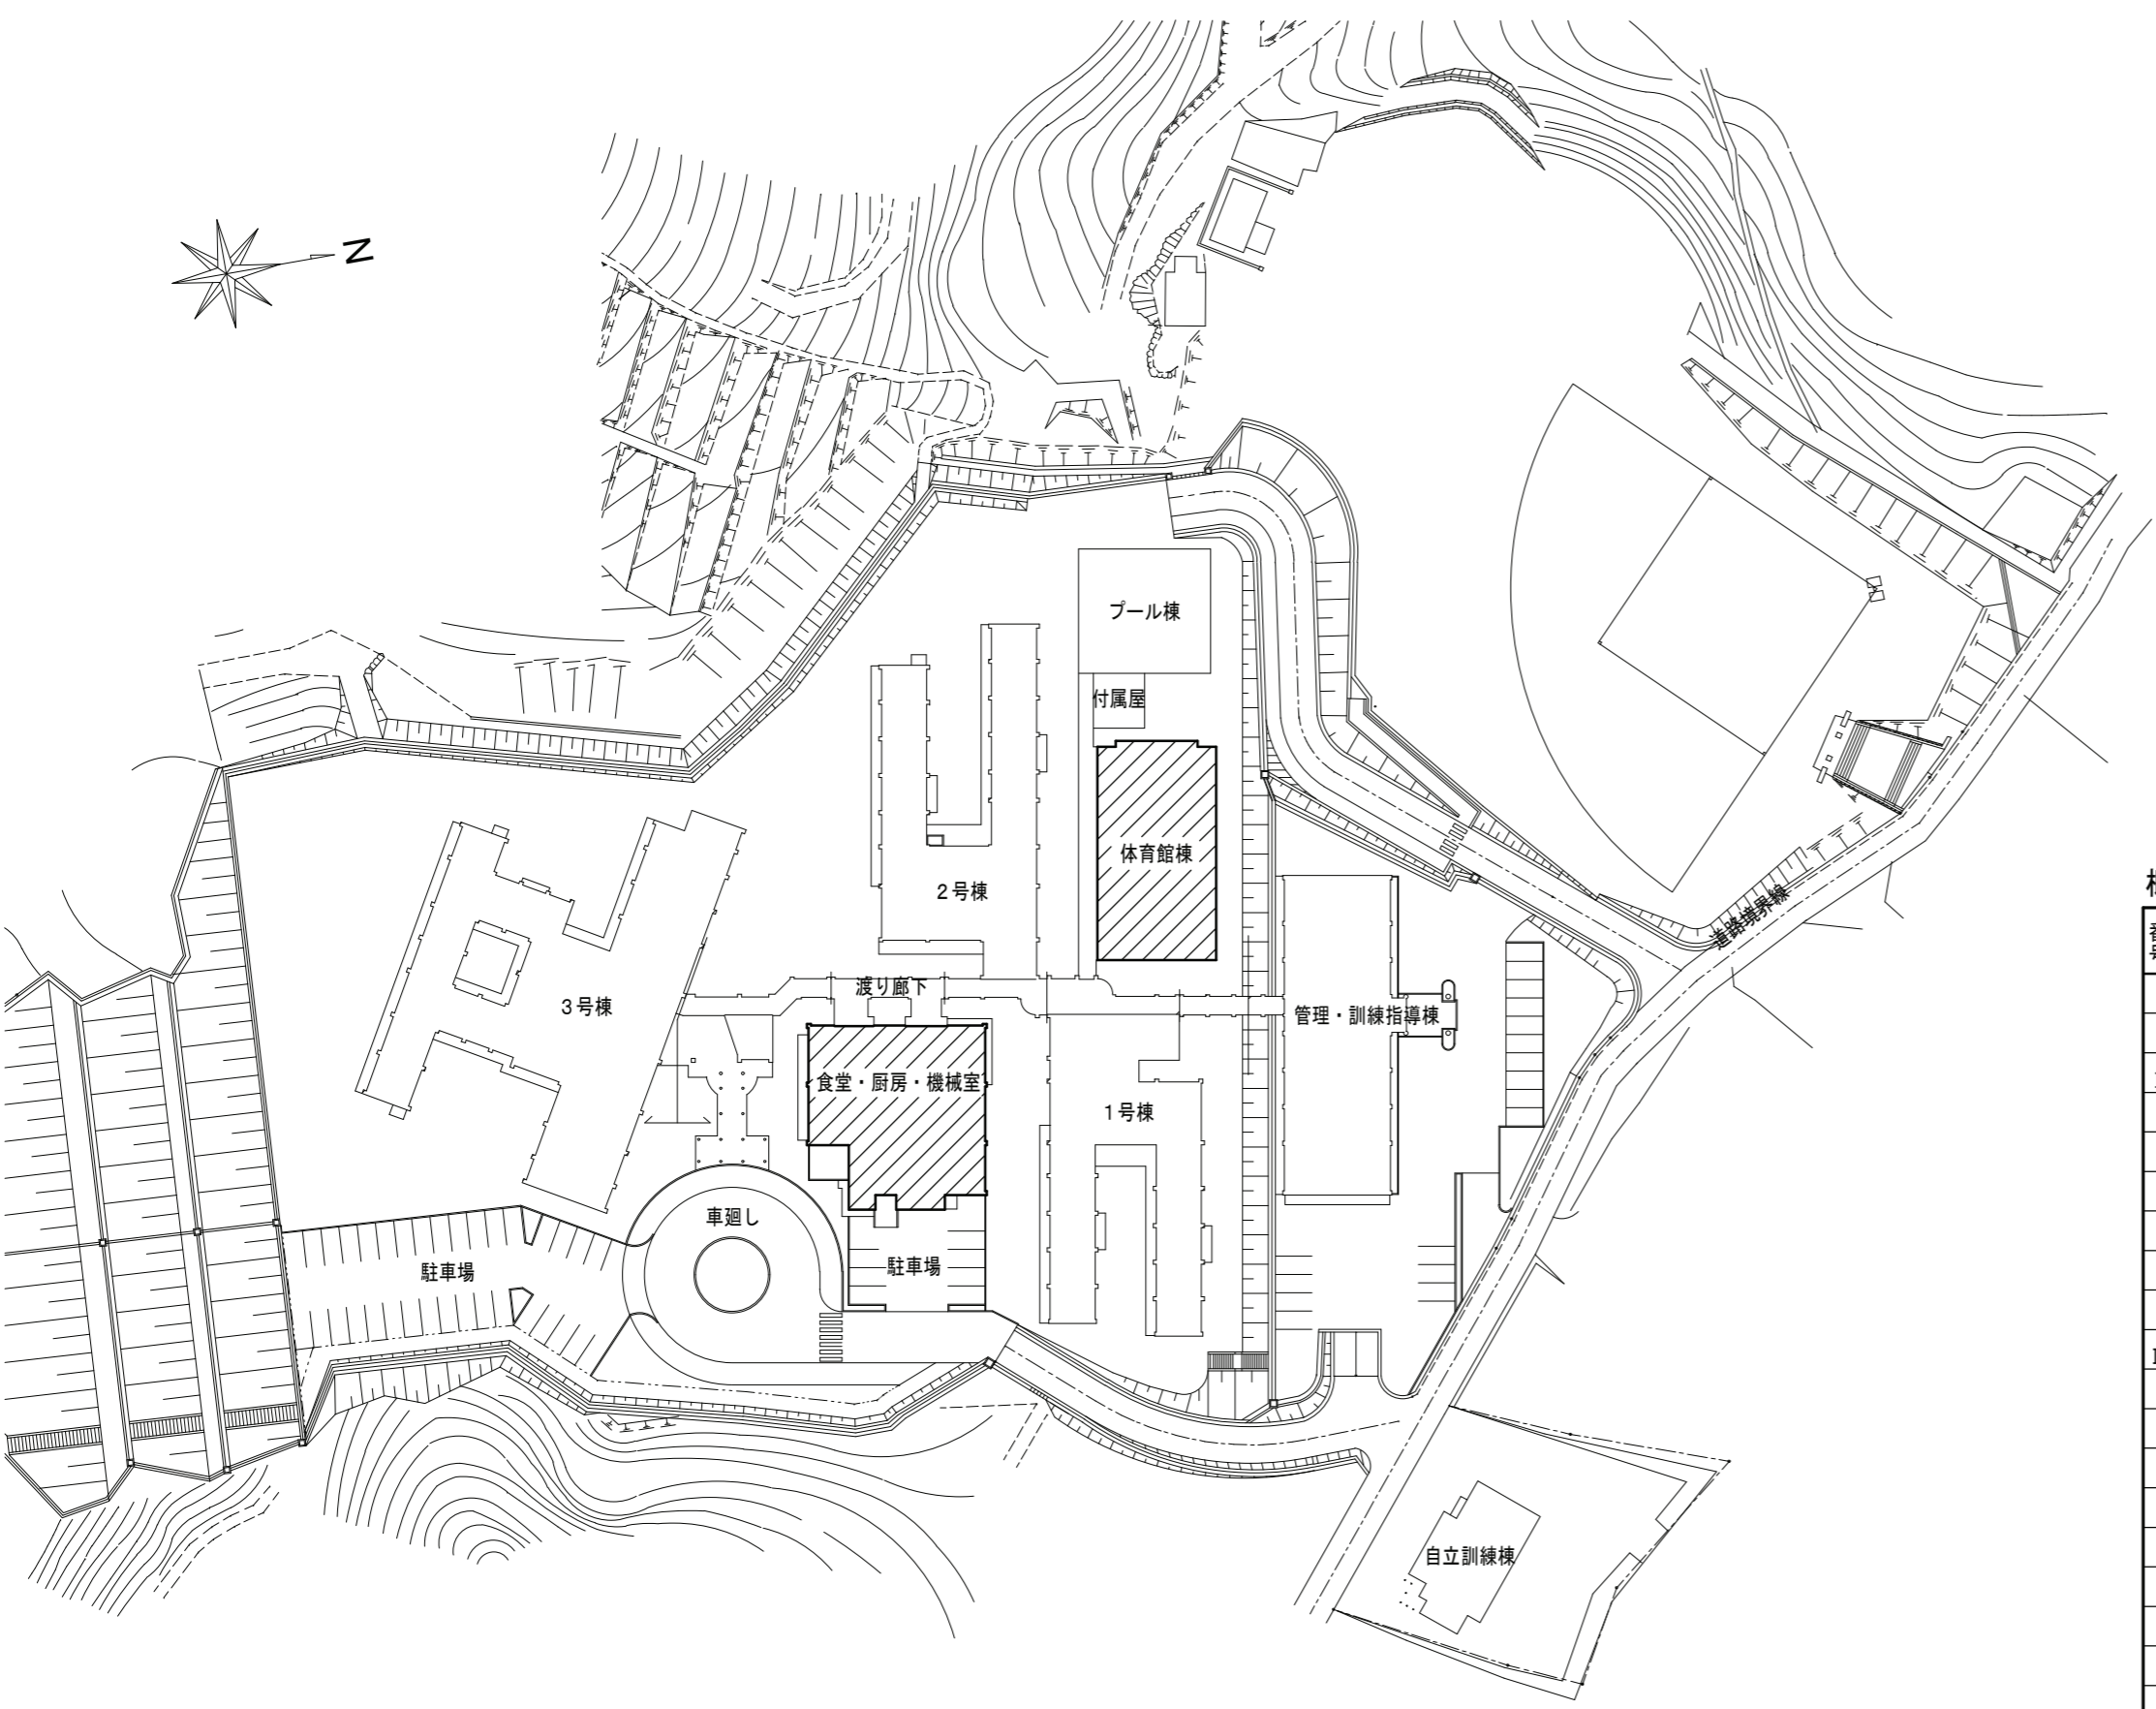 N
プール棟
付属屋
体育館棟
2号棟
道路境界線
渡り廊下
3号棟
管理・訓練指導棟
食堂・厨房・機械室
1号棟
車廻し
駐車場
駐車場
自立訓練棟